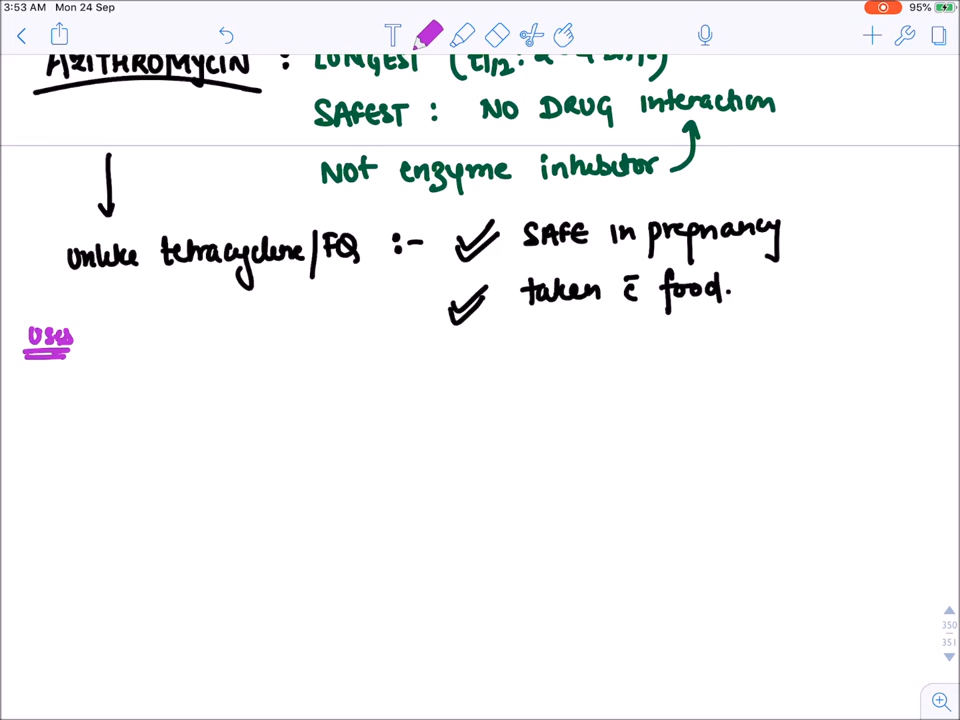 3:53 AM Mon 24 Sep 95%
AZITHROMYCIN : LONGEST
SAFEST : NO DRUG interaction
Not enzyme inhibitor
unlike tetracycline/FQ :- SAFE in pregnancy
taken c̄ food.
Uses
350
351